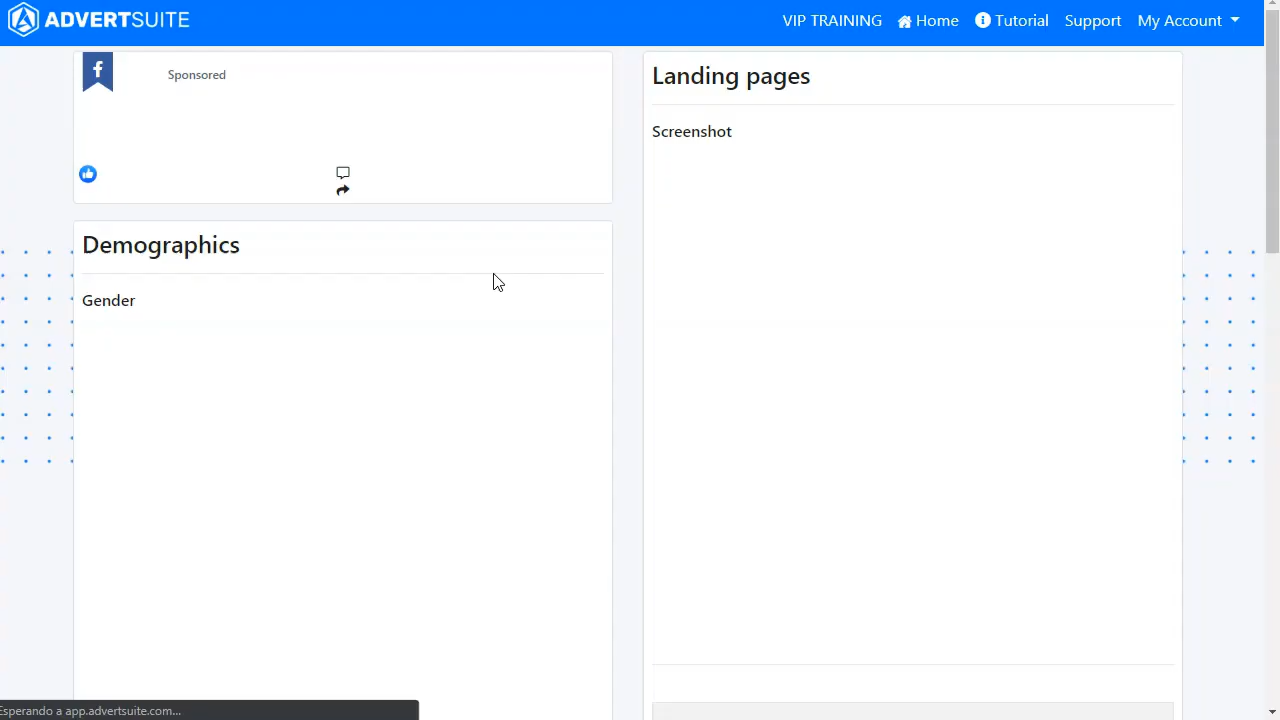 ADVERTSUITE
VIP TRAINING
Home
Tutorial
Support
My Account
Sponsored
Landing pages
Screenshot
Demographics
Gender
Esperando a app.advertsuite.com...